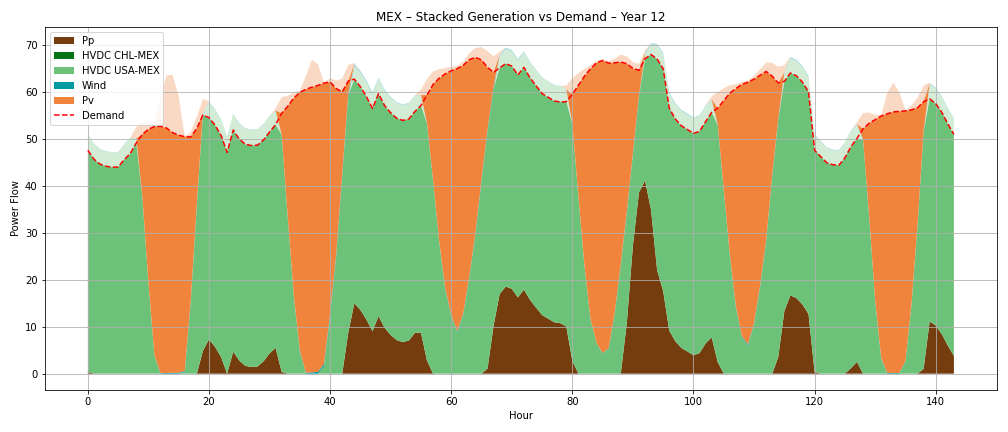 MEX – Stacked Generation vs Demand – Year 12
Pp
HVDC CHL-MEX
HVDC USA-MEX
Wind
Pv
Demand
Power Flow
70
60
50
40
30
20
10
0
0 20 40 60 80 100 120 140
Hour